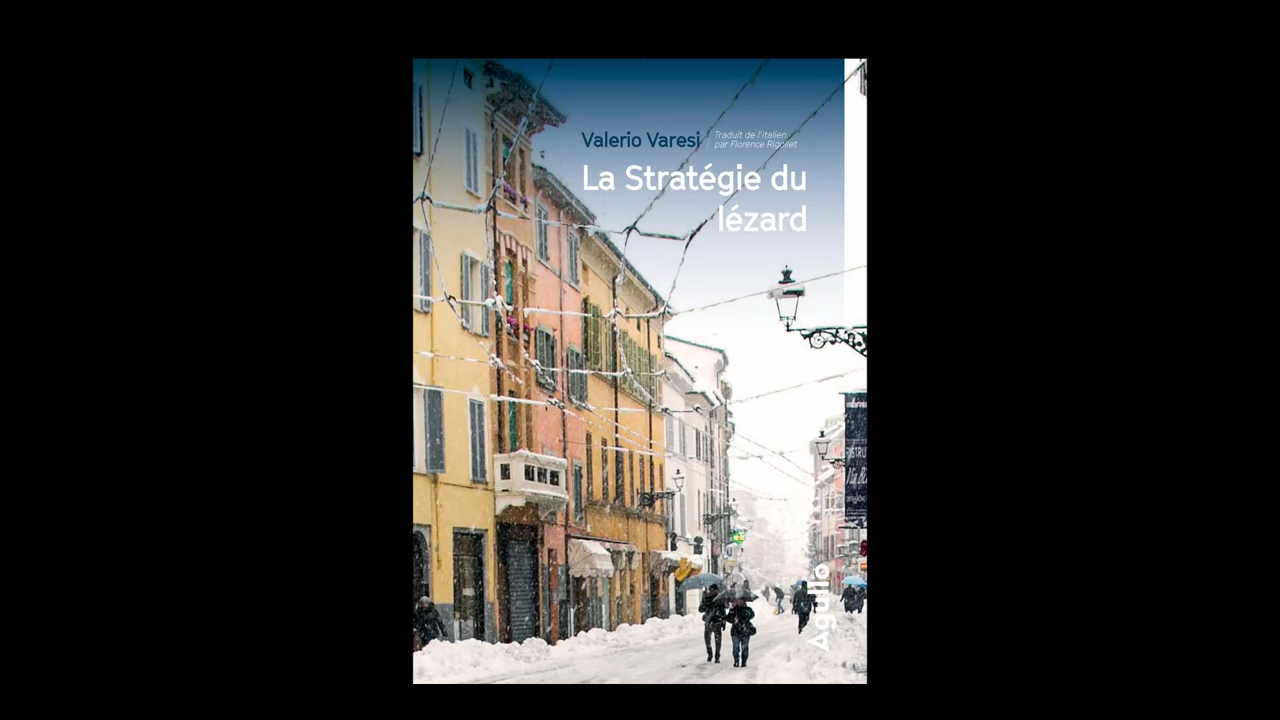 Valerio Varesi
Traduit de l'italien
par Florence Rigollet
La Stratégie du
lézard
Agullo